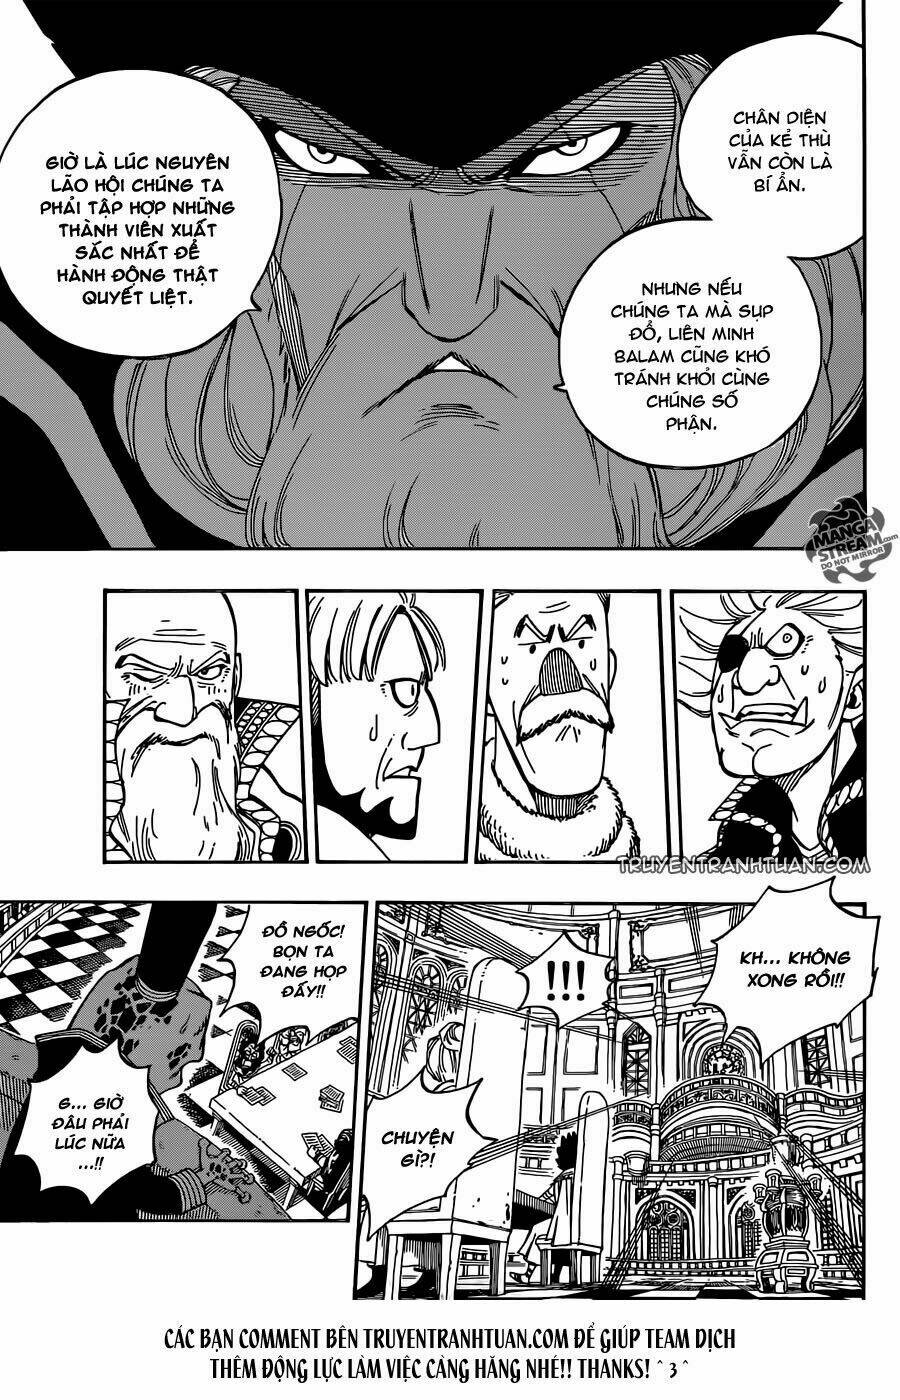 CHÂN DIỆN
CỦA KẺ THÙ
VẪN CÒN LÀ
BÍ ẨN.
NHƯNG NẾU
CHÚNG TA MÀ SỤP
ĐỔ, LIÊN MINH
BALAM CŨNG KHÓ
TRÁNH KHỎI CÙNG
CHUNG SỐ
PHẬN.
GIỜ LÀ LÚC NGUYÊN
LÃO HỘI CHÚNG TA
PHẢI TẬP HỢP NHỮNG
THÀNH VIÊN XUẤT
SẮC NHẤT ĐỂ
HÀNH ĐỘNG THẬT
QUYẾT LIỆT.
MANGA
STREAM.COM
DO NOT MIRROR
TRUYENTRANHTUAN.COM
KH... KHÔNG
XONG RỒI!!!
!!!
CHUYỆN
GÌ?!
ĐỒ NGỐC!
BỌN TA
ĐANG HỌP
ĐẤY!!
G... GIỜ
ĐÂU PHẢI
LÚC NỮA
...!!
CÁC BẠN COMMENT BÊN TRUYENTRANHTUAN.COM ĐỂ GIÚP TEAM DỊCH
THÊM ĐỘNG LỰC LÀM VIỆC CÀNG HĂNG NHÉ!! THANKS! ^3^